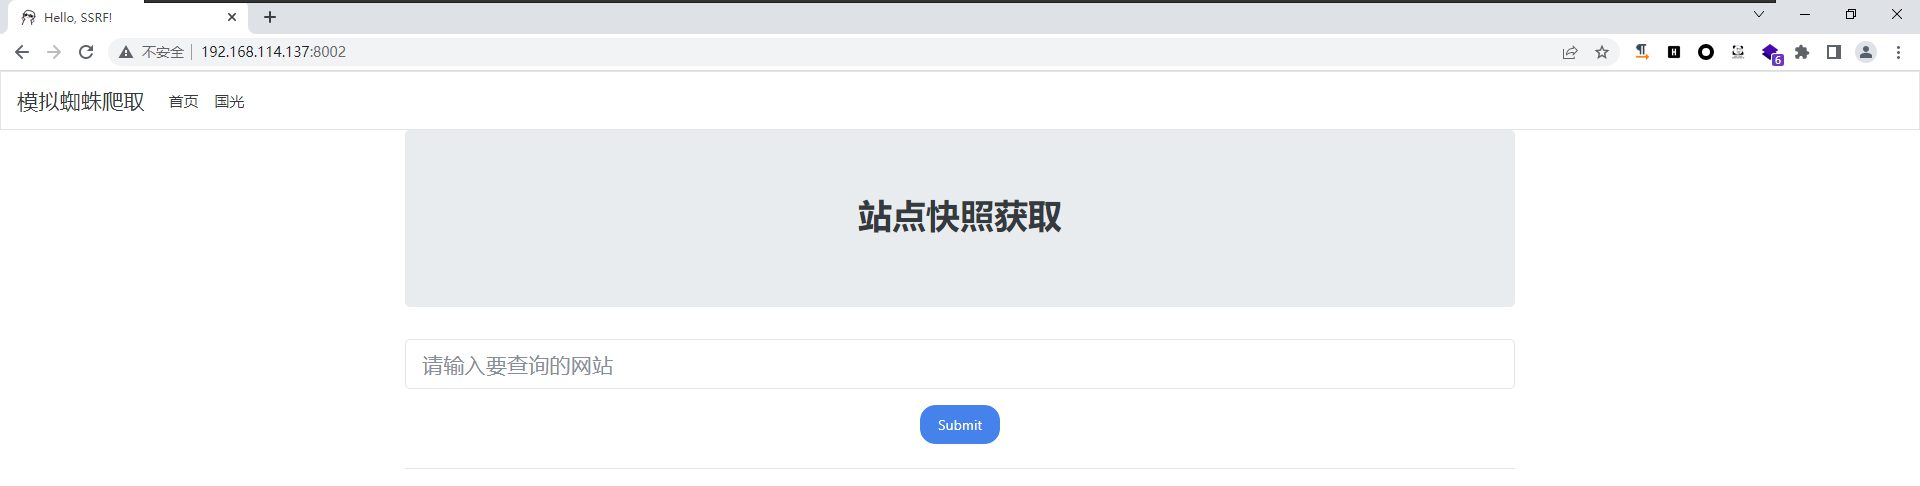 Hello, SSRF!
不安全 192.168.114.137:8002
H
6
模拟蜘蛛爬取 首页 国光
站点快照获取
请输入要查询的网站
Submit